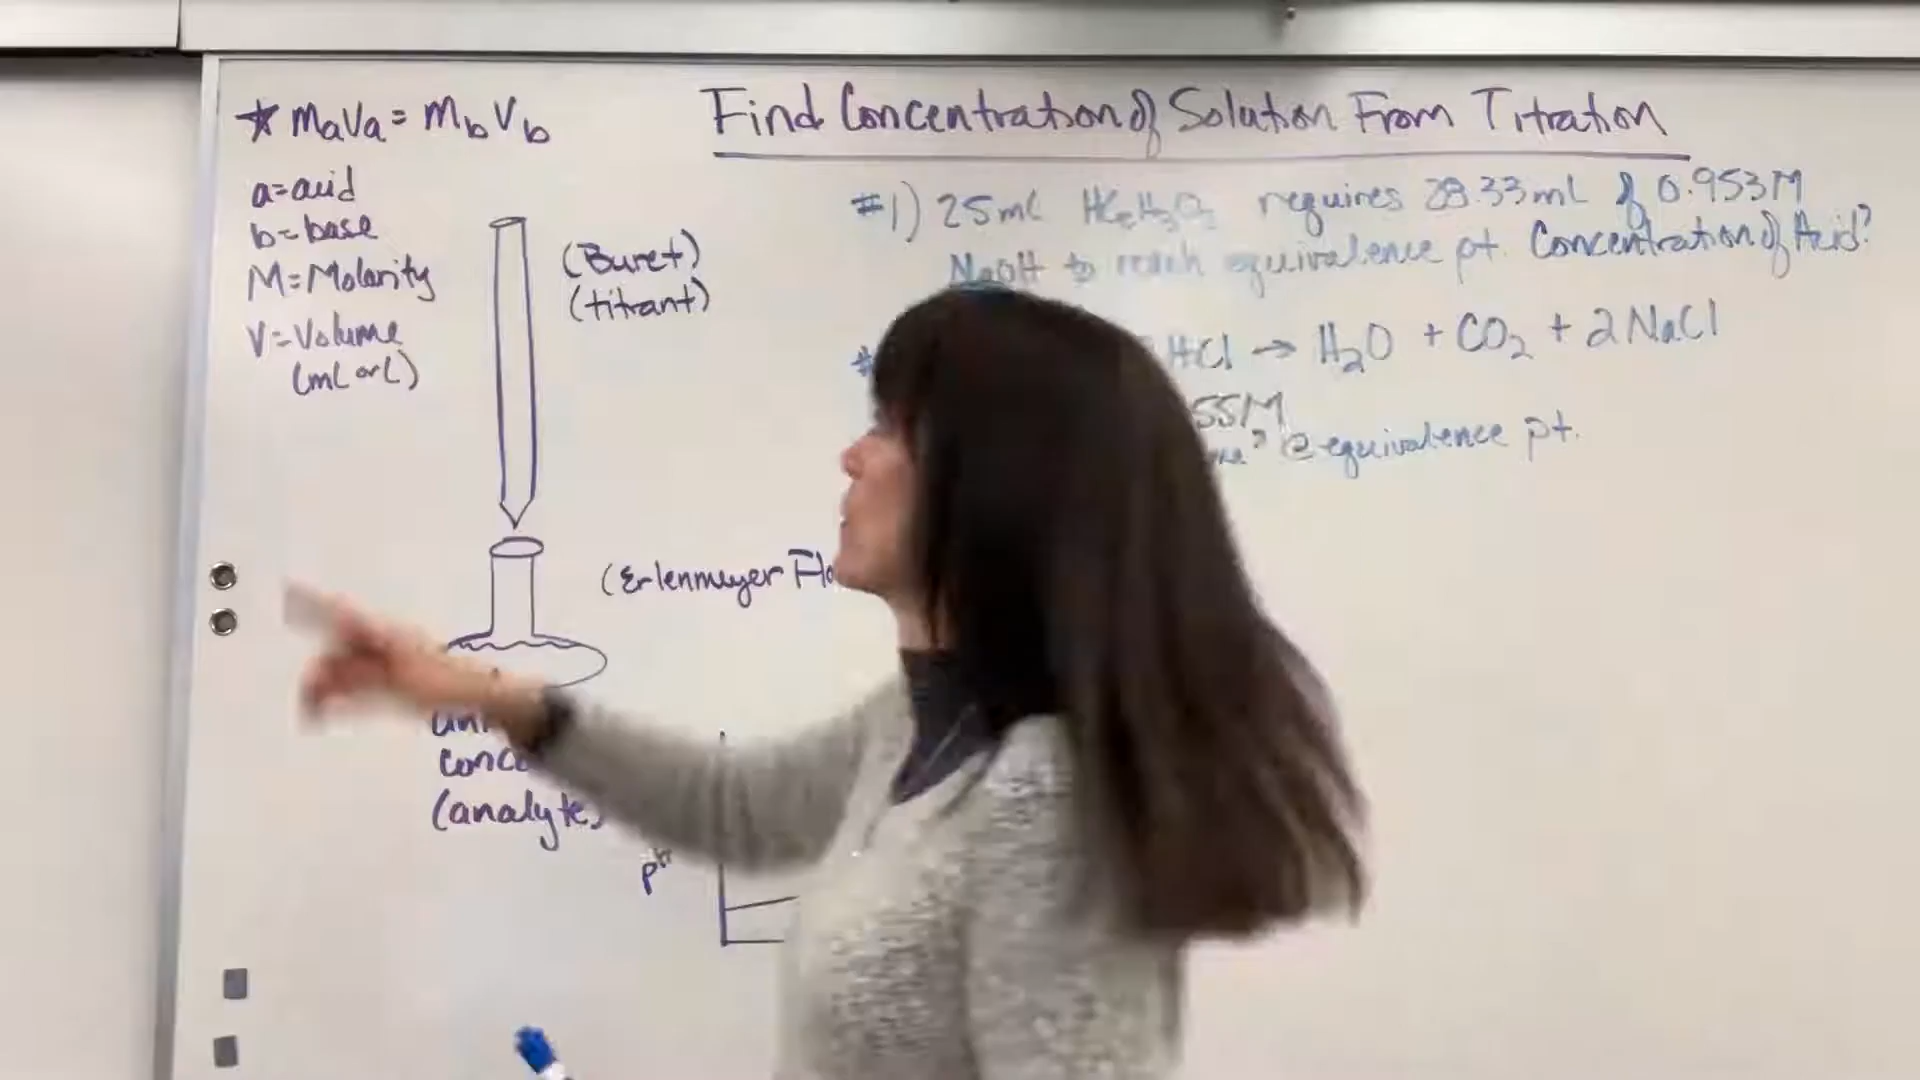 ★ MaVa = MbVb
a=acid
b=base
M=Molarity
V=Volume
(mL or L)
(Buret)
(titrant)
(Erlenmeyer
(analyte)
pH
Find Concentration of Solution From Titration
#1) 25mL HC2H3O2 requires 28.33mL of 0.953M
NaOH to reach equivalence pt. Concentration of Acid?
HCl → H2O + CO2 + 2NaCl
55M
@ equivalence pt.